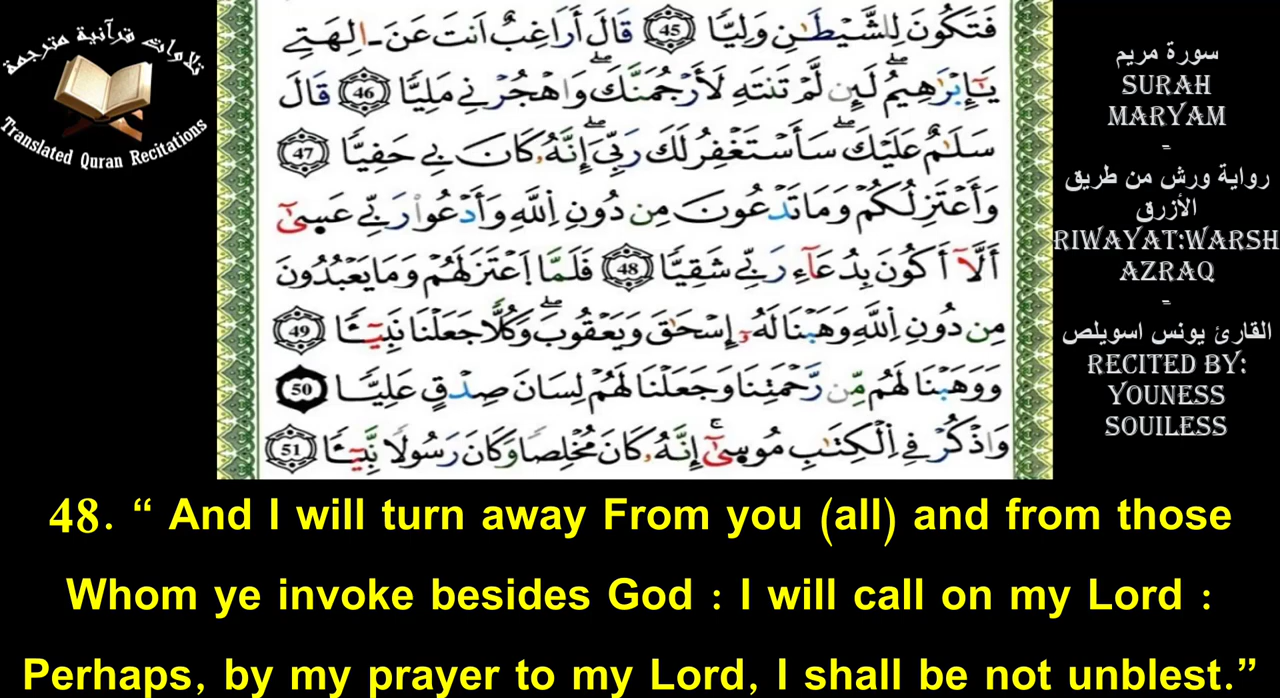 تلاوات قرآنية مترجمة
Translated Quran Recitations
فَتَكُونَ لِلشَّيْطَٰنِ وَلِيّٗا 45 قَالَ أَرَاغِبٌ اَنتَ عَنَ اٰلِهَتِے
يَٰٓإِبْرَٰهِيمُۖ لَئِن لَّمْ تَنتَهِ لَأَرْجُمَنَّكَۖ وَاهْجُرْنِے مَلِيّٗا 46 قَالَ
سَلَٰمٌ عَلَيْكَۖ سَأَسْتَغْفِرُ لَكَ رَبِّيَ إِنَّهُۥ كَانَ بِے حَفِيّٗا 47
وَأَعْتَزِلُكُمْ وَمَا تَدْعُونَ مِن دُونِ اِ۬للَّهِ وَأَدْعُواْ رَبِّے عَسَىٰٓ
أَلَّآ أَكُونَ بِدُعَآءِ رَبِّے شَقِيّٗا 48 فَلَمَّا اَعْتَزَلَهُمْ وَمَا يَعْبُدُونَ
مِن دُونِ اِ۬للَّهِ وَهَبْنَا لَهُۥٓ إِسْحَٰقَ وَيَعْقُوبَۖ وَكُلّٗا جَعَلْنَا نَبِيٓـٔٗا 49
وَوَهَبْنَا لَهُم مِّن رَّحْمَتِنَا وَجَعَلْنَا لَهُمْ لِسَانَ صِدْقٍ عَلِيّٗا 50
وَاذْكُرْ فِے اِ۬لْكِتَٰبِ مُوسَىٰٓۖ إِنَّهُۥ كَانَ مُخْلِصاٗ وَكَانَ رَسُولاٗ نَّبِيٓـٔٗا 51
سورة مريم
SURAH
MARYAM
-
رواية ورش من طريق
الأزرق
RIWAYAT:WARSH
AZRAQ
-
القارئ يونس اسويلص
RECITED BY:
YOUNESS
SOUILESS
48. “ And I will turn away From you (all) and from those
Whom ye invoke besides God : I will call on my Lord :
Perhaps, by my prayer to my Lord, I shall be not unblest.”